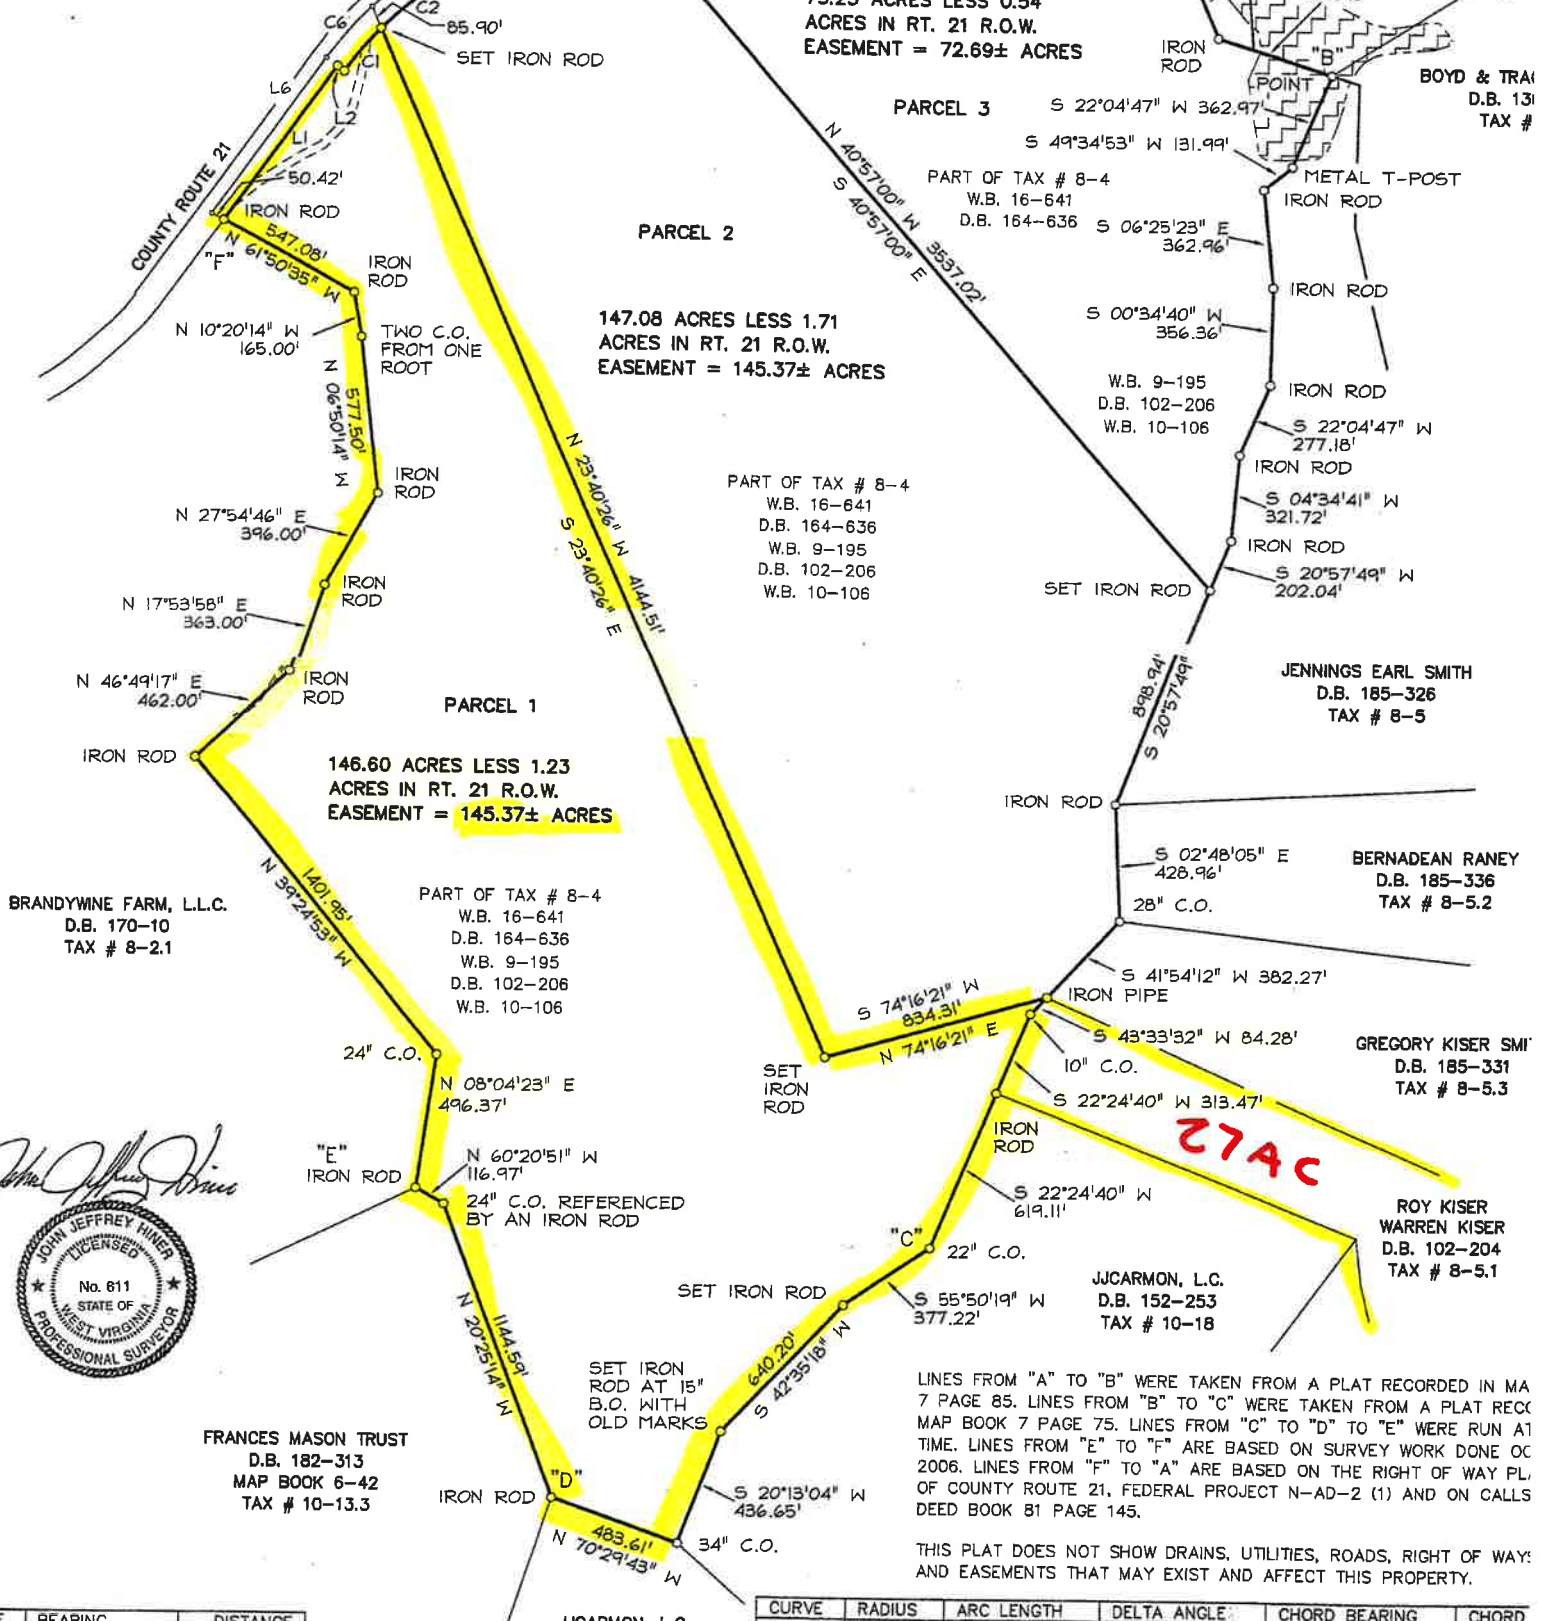 C6
C2
85.90'
SET IRON ROD
C1
L6
L2
L1
50.42'
IRON ROD
COUNTY ROUTE 21
"F"
547.08'
N 61°50'35" W
IRON
ROD
N 10°20'14" W
165.00'
TWO C.O.
FROM ONE
ROOT
577.50'
N 06°50'14" W
IRON
ROD
N 27°54'46" E
396.00'
IRON
ROD
N 17°53'58" E
363.00'
N 46°49'17" E
462.00'
IRON
ROD
IRON ROD
PARCEL 1
146.60 ACRES LESS 1.23
ACRES IN RT. 21 R.O.W.
EASEMENT = 145.37± ACRES
PART OF TAX # 8-4
W.B. 16-641
D.B. 164-636
W.B. 9-195
D.B. 102-206
W.B. 10-106
BRANDYWINE FARM, L.L.C.
D.B. 170-10
TAX # 8-2.1
1401.95'
N 39°24'53" W
24" C.O.
N 08°04'23" E
496.37'
"E"
IRON ROD
N 60°20'51" W
116.97'
24" C.O. REFERENCED
BY AN IRON ROD
JOHN JEFFREY HINER
LICENSED
No. 611
STATE OF
WEST VIRGINIA
PROFESSIONAL SURVEYOR
1144.59'
N 20°25'14" W
FRANCES MASON TRUST
D.B. 182-313
MAP BOOK 6-42
TAX # 10-13.3
"D"
IRON ROD
483.61'
N 70°29'43" W
34" C.O.
S 20°13'04" W
436.65'
SET IRON
ROD AT 15"
B.O. WITH
OLD MARKS
640.20'
S 42°35'18" W
SET IRON ROD
S 55°50'19" W
377.22'
"C"
22" C.O.
S 22°24'40" W
619.11'
IRON
ROD
S 22°24'40" W 313.47'
10" C.O.
S 43°33'32" W 84.28'
IRON PIPE
S 74°16'21" W
834.31'
N 74°16'21" E
SET
IRON
ROD
N 23°40'26" W
S 23°40'26" E
4144.51'
PARCEL 2
147.08 ACRES LESS 1.71
ACRES IN RT. 21 R.O.W.
EASEMENT = 145.37± ACRES
PART OF TAX # 8-4
W.B. 16-641
D.B. 164-636
W.B. 9-195
D.B. 102-206
W.B. 10-106
N 40°57'00" W
S 40°57'00" E
3537.02'
73.23 ACRES LESS 0.54
ACRES IN RT. 21 R.O.W.
EASEMENT = 72.69± ACRES
PARCEL 3
PART OF TAX # 8-4
W.B. 16-641
D.B. 164-636
W.B. 9-195
D.B. 102-206
W.B. 10-106
IRON
ROD
"B"
POINT
BOYD &
D.B.
TAX #
S 22°04'47" W 362.97'
S 49°34'53" W 131.99'
METAL T-POST
IRON ROD
S 06°25'23" E
362.96'
IRON ROD
S 00°34'40" W
356.36'
IRON ROD
S 22°04'47" W
277.18'
IRON ROD
S 04°34'41" W
321.72'
IRON ROD
S 20°57'49" W
202.04'
SET IRON ROD
898.94'
S 20°57'49"
JENNINGS EARL SMITH
D.B. 185-326
TAX # 8-5
IRON ROD
S 02°48'05" E
428.96'
BERNADEAN RANEY
D.B. 185-336
TAX # 8-5.2
28" C.O.
S 41°54'12" W 382.27'
GREGORY KISER SMI
D.B. 185-331
TAX # 8-5.3
27 AC
ROY KISER
WARREN KISER
D.B. 102-204
TAX # 8-5.1
JJCARMON, L.C.
D.B. 152-253
TAX # 10-18
LINES FROM "A" TO "B" WERE TAKEN FROM A PLAT RECORDED IN MA
7 PAGE 85. LINES FROM "B" TO "C" WERE TAKEN FROM A PLAT REC
MAP BOOK 7 PAGE 75. LINES FROM "C" TO "D" TO "E" WERE RUN AT
TIME. LINES FROM "E" TO "F" ARE BASED ON SURVEY WORK DONE OC
2006. LINES FROM "F" TO "A" ARE BASED ON THE RIGHT OF WAY PL
OF COUNTY ROUTE 21, FEDERAL PROJECT N-AD-2 (1) AND ON CALLS
DEED BOOK 81 PAGE 145.
THIS PLAT DOES NOT SHOW DRAINS, UTILITIES, ROADS, RIGHT OF WAYS
AND EASEMENTS THAT MAY EXIST AND AFFECT THIS PROPERTY.
BEARING DISTANCE
JJCARMON, L.C.
CURVE RADIUS ARC LENGTH DELTA ANGLE CHORD BEARING CHORD